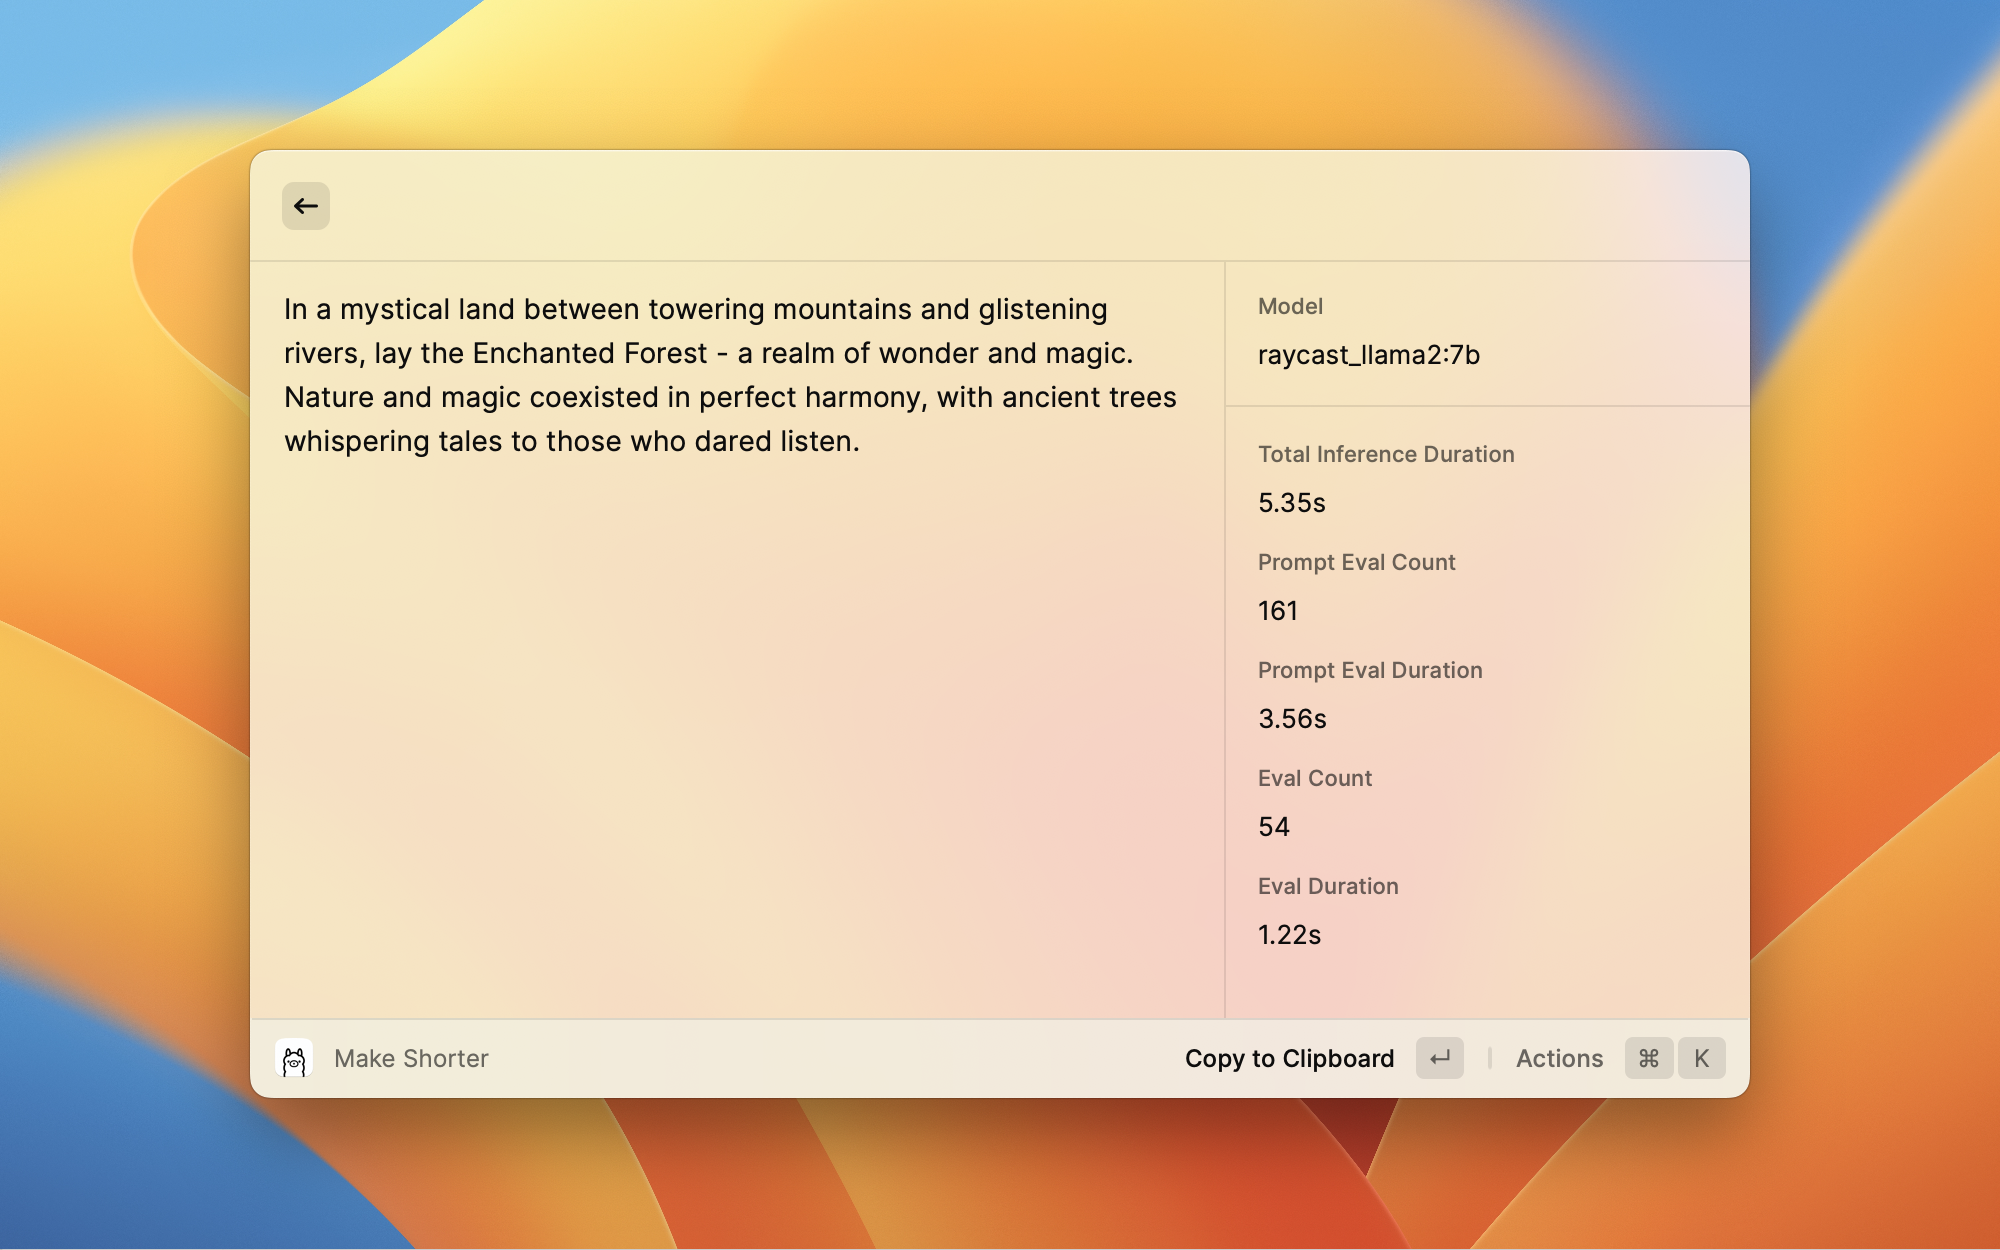 In a mystical land between towering mountains and glistening
rivers, lay the Enchanted Forest - a realm of wonder and magic.
Nature and magic coexisted in perfect harmony, with ancient trees
whispering tales to those who dared listen.
Model
raycast_llama2:7b
Total Inference Duration
5.35s
Prompt Eval Count
161
Prompt Eval Duration
3.56s
Eval Count
54
Eval Duration
1.22s
Make Shorter
Copy to Clipboard ↵ Actions ⌘ K